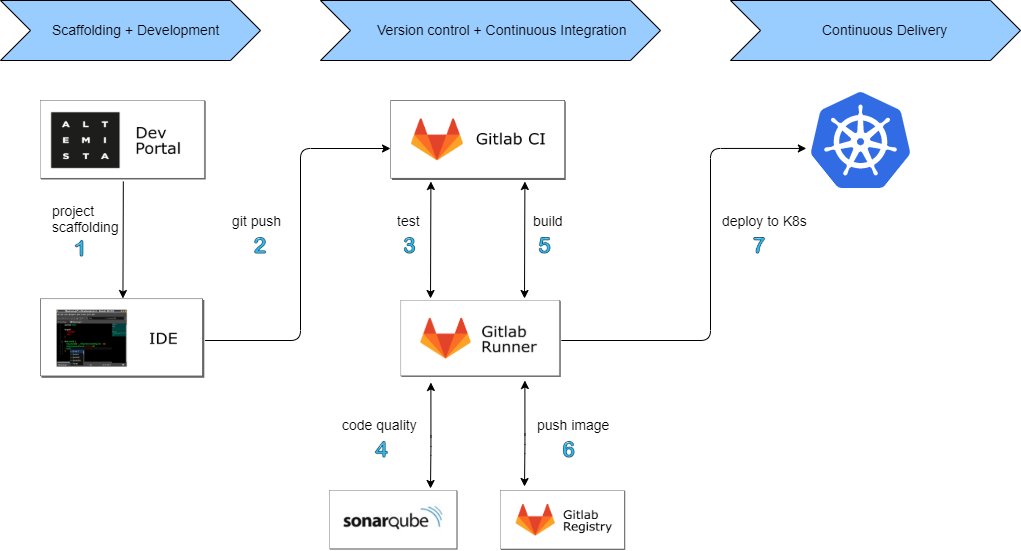 Scaffolding + Development
Version control + Continuous Integration
Continuous Delivery
A L T
E M I
S T A
Dev
Portal
Gitlab CI
project
scaffolding
1
git push
2
test
3
build
5
deploy to K8s
7
IDE
Gitlab
Runner
code quality
4
push image
6
sonarqube
Gitlab
Registry